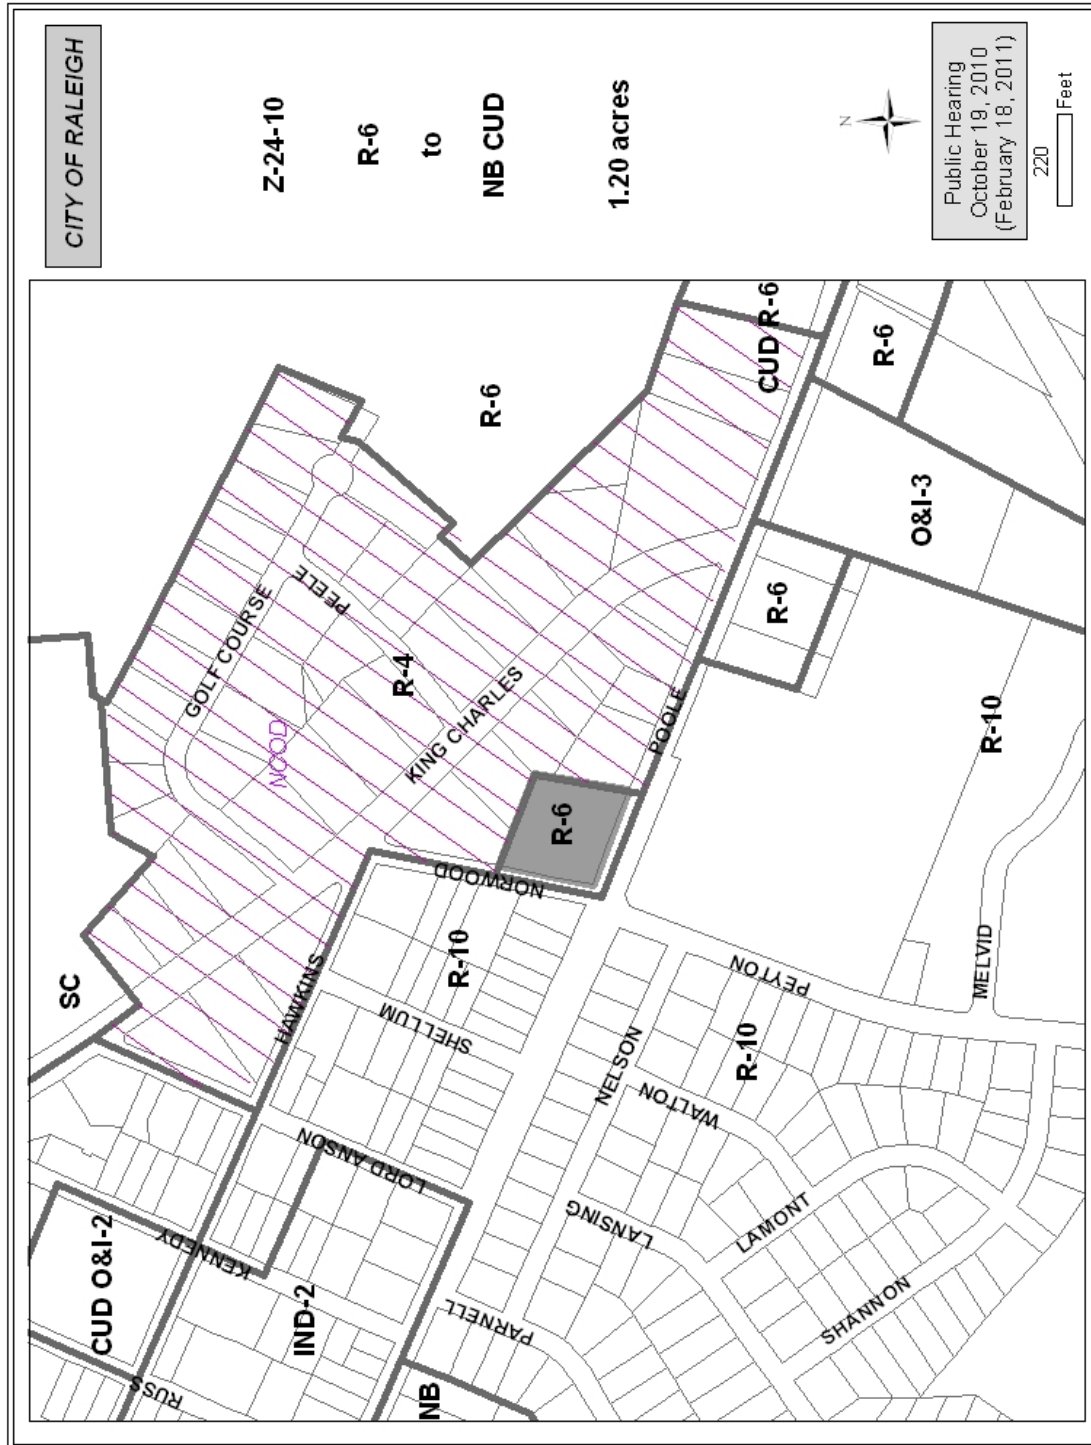 CITY OF RALEIGH
Z-24-10
R-6
to
NB CUD
1.20 acres
N
Public Hearing
October 19, 2010
(February 18, 2011)
220
Feet
SC
CUD O&I-2
RUSS
KENNEDY
IND-2
NB
LORD ANSON
HAWKINS
SHELLUM
R-10
NORWOOD
GOLF COURSE
PEELE
NCOD
R-4
KING CHARLES
R-6
R-6
POOLE
CUD R-6
R-6
O&I-3
R-6
R-10
MELVID
PEYTON
NELSON
WALTON
R-10
LANSING
LAMONT
PARNELL
SHANNON